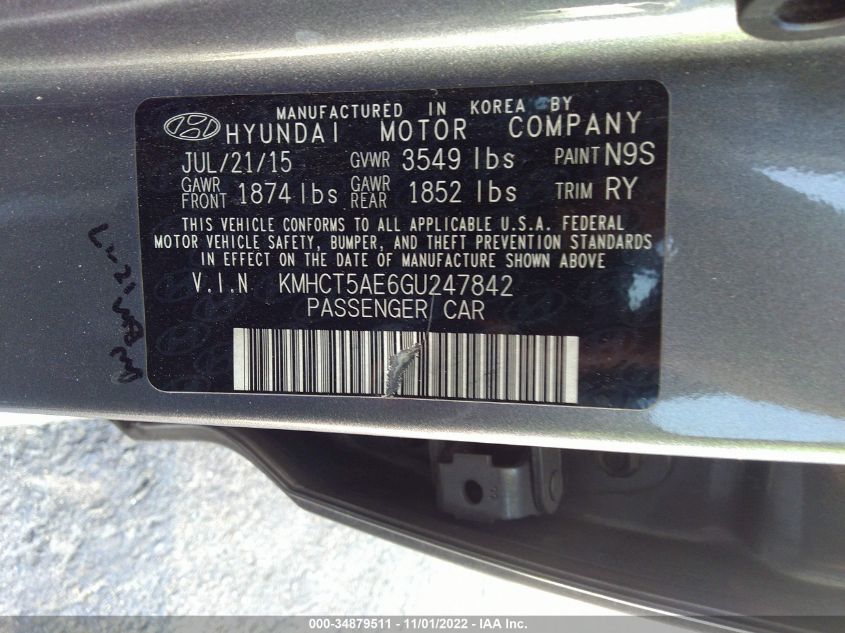 MANUFACTURED IN KOREA BY
HYUNDAI MOTOR COMPANY
JUL/21/15 GVWR 3549 lbs PAINT N9S
GAWR FRONT 1874 lbs GAWR REAR 1852 lbs TRIM RY
THIS VEHICLE CONFORMS TO ALL APPLICABLE U.S.A. FEDERAL
MOTOR VEHICLE SAFETY, BUMPER, AND THEFT PREVENTION STANDARDS
IN EFFECT ON THE DATE OF MANUFACTURE SHOWN ABOVE.
V.I.N KMHCT5AE6GU247842
PASSENGER CAR
000-34879511 - 11/01/2022 - IAA Inc.